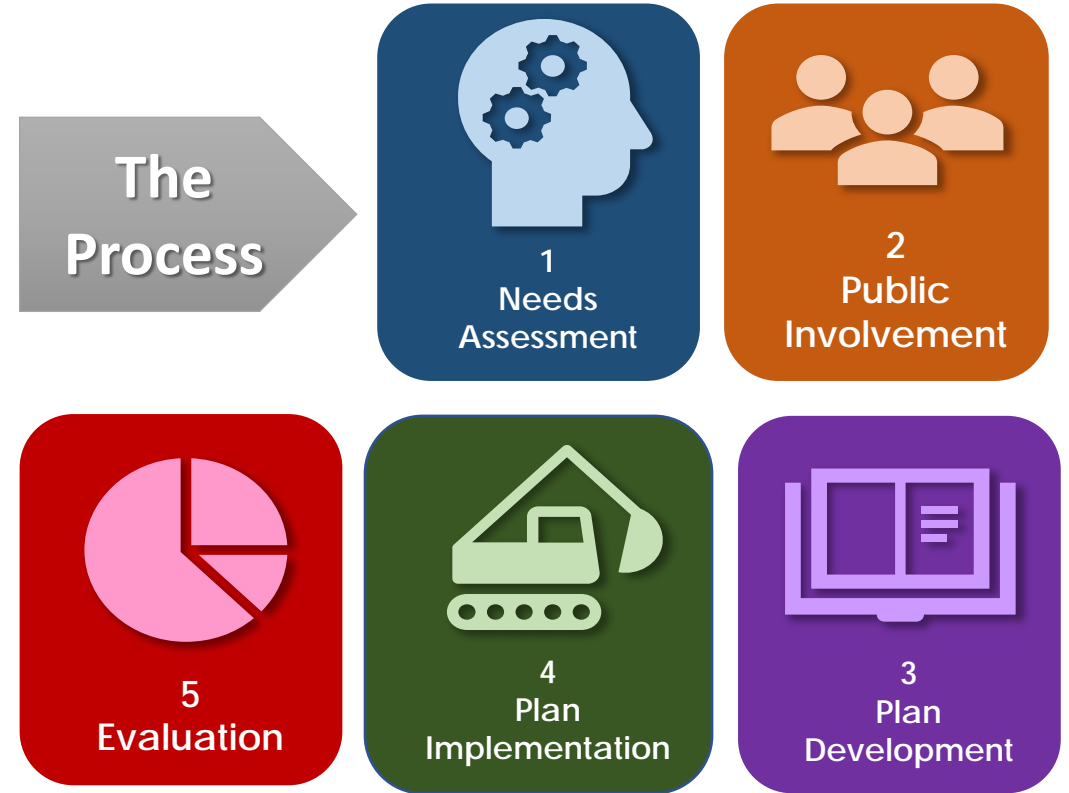 The
Process
1
Needs
Assessment
2
Public
Involvement
3
Plan
Development
4
Plan
Implementation
5
Evaluation